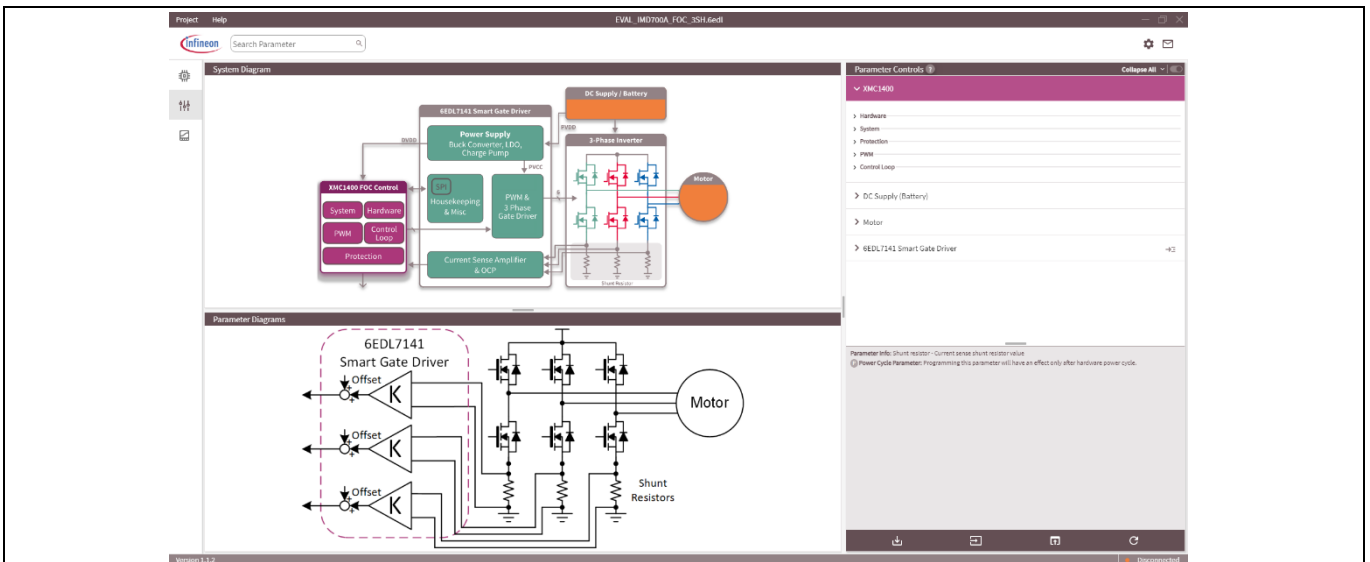 Project Help EVAL_IMD700A_FOC_3SH.6edl
infineon Search Parameter
System Diagram
DC Supply / Battery
6EDL7141 Smart Gate Driver
Power Supply
Buck Converter, LDO,
Charge Pump
DVDD
PVDD
3-Phase Inverter
PVCC
XMC1400 FOC Control
System Hardware
PWM Control
Loop
Protection
SPI
Housekeeping
& Misc
PWM &
3 Phase
Gate Driver
Motor
Current Sense Amplifier
& OCP
Shunt Resistor
Parameter Diagrams
6EDL7141
Smart Gate Driver
Offset
+
+
K
Offset
+
+
K
Offset
+
+
K
Motor
Shunt
Resistors
Parameter Controls ? Collapse All
XMC1400
Hardware
System
Protection
PWM
Control Loop
DC Supply (Battery)
Motor
6EDL7141 Smart Gate Driver
Parameter Info: Shunt resistor - Current sense shunt resistor value
Power Cycle Parameter: Programming this parameter will have an effect only after hardware power cycle.
Version 1.1.2 Disconnected